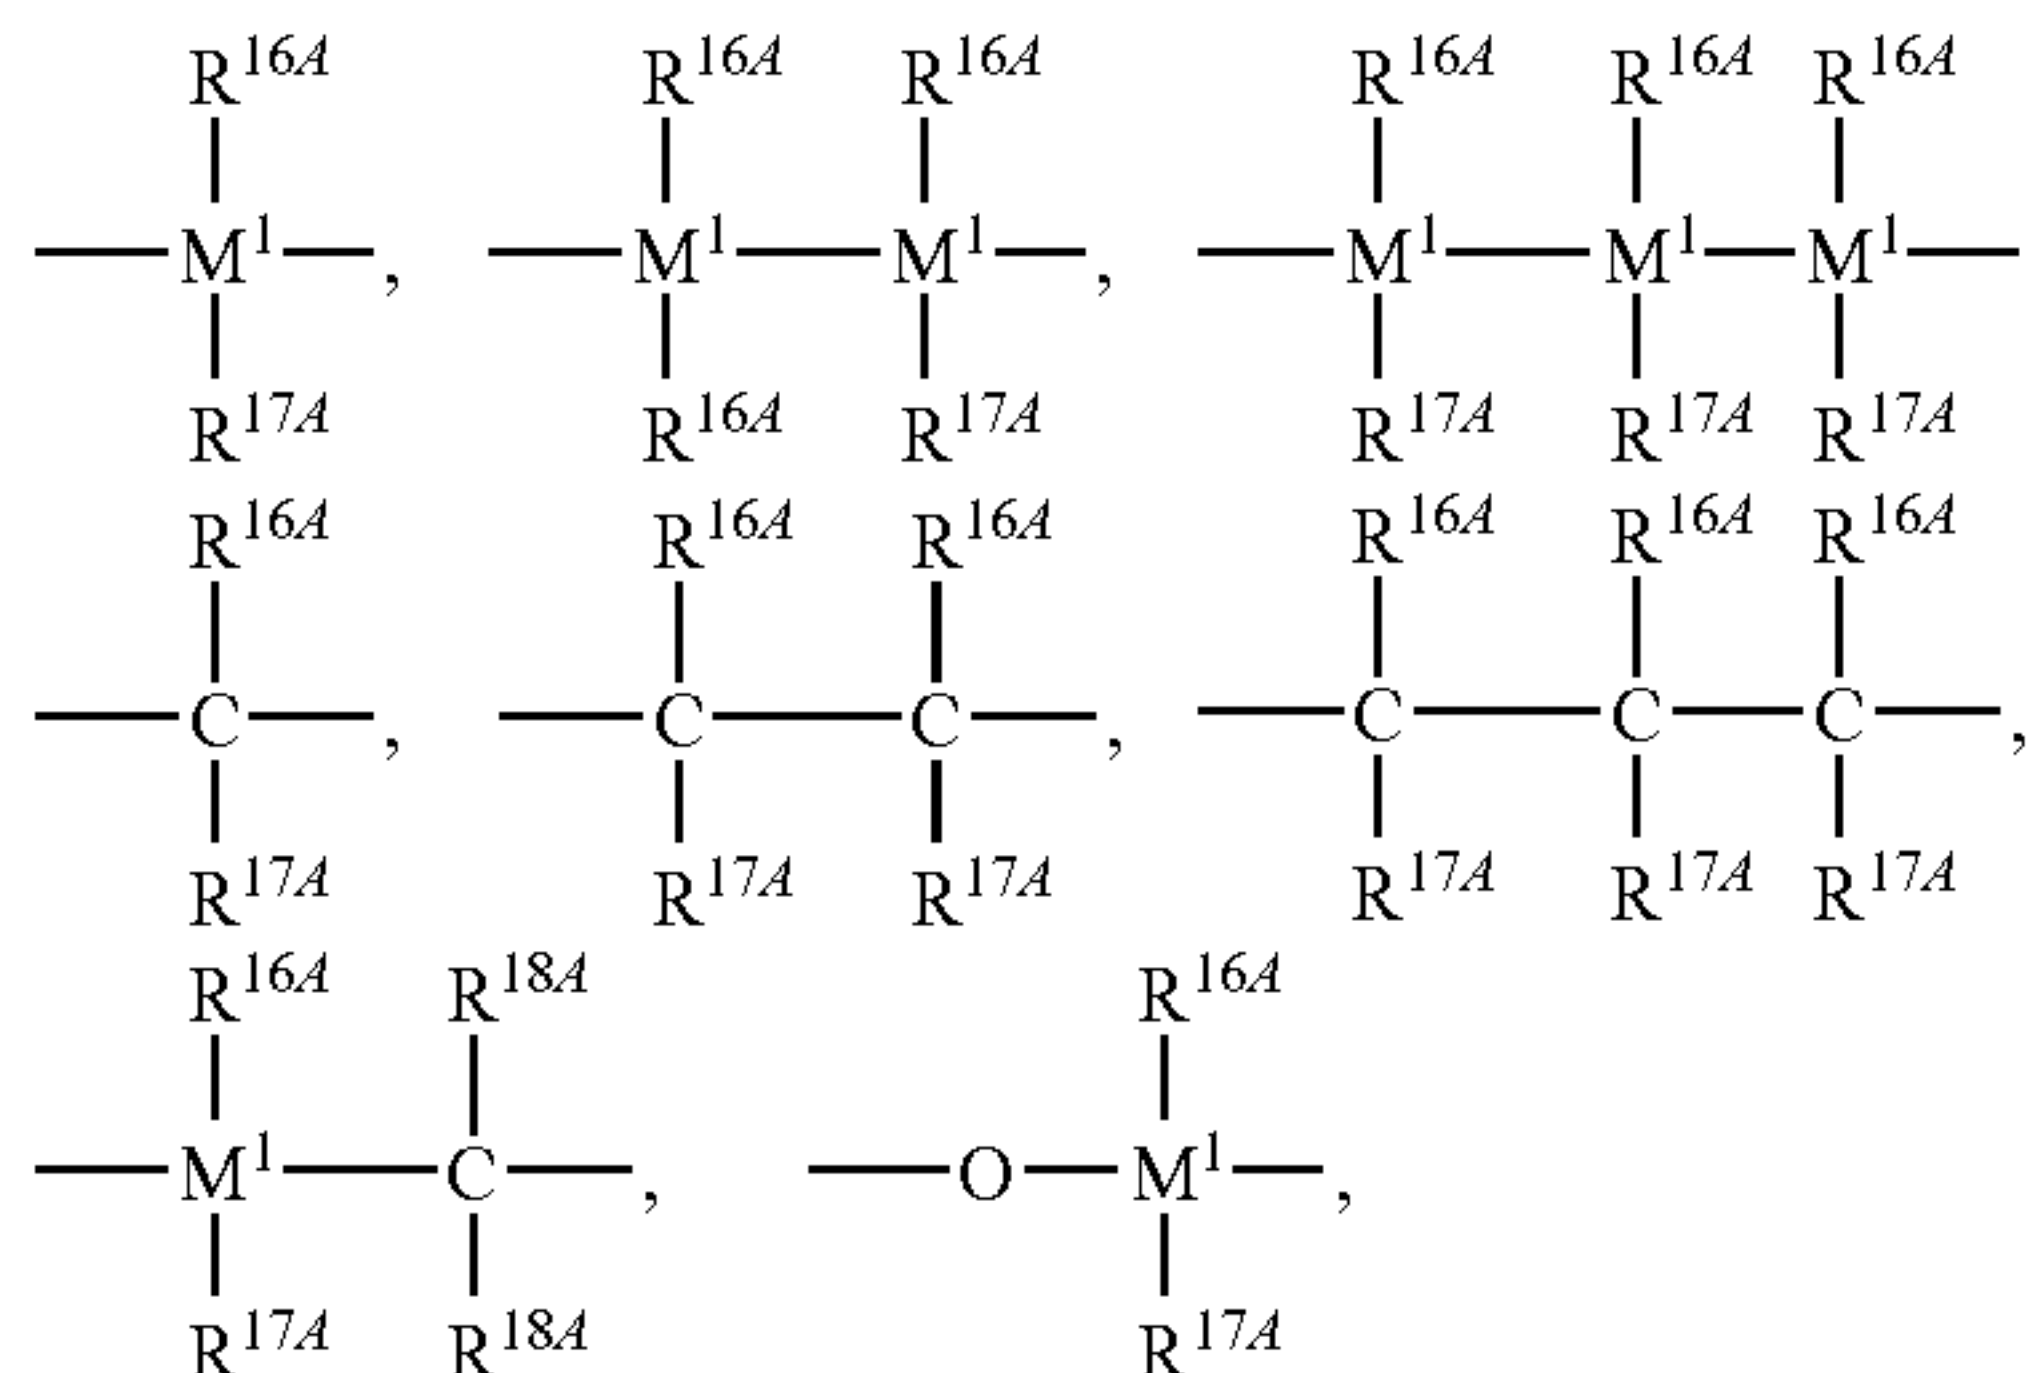 R16A R16A R16A R16A R16A R16A
M1 , M1 M1 , M1 M1 M1
R17A R16A R17A R17A R17A R17A
R16A R16A R16A R16A R16A R16A
C , C C , C C C ,
R17A R17A R17A R17A R17A R17A
R16A R18A R16A
M1 C , O M1 ,
R17A R18A R17A